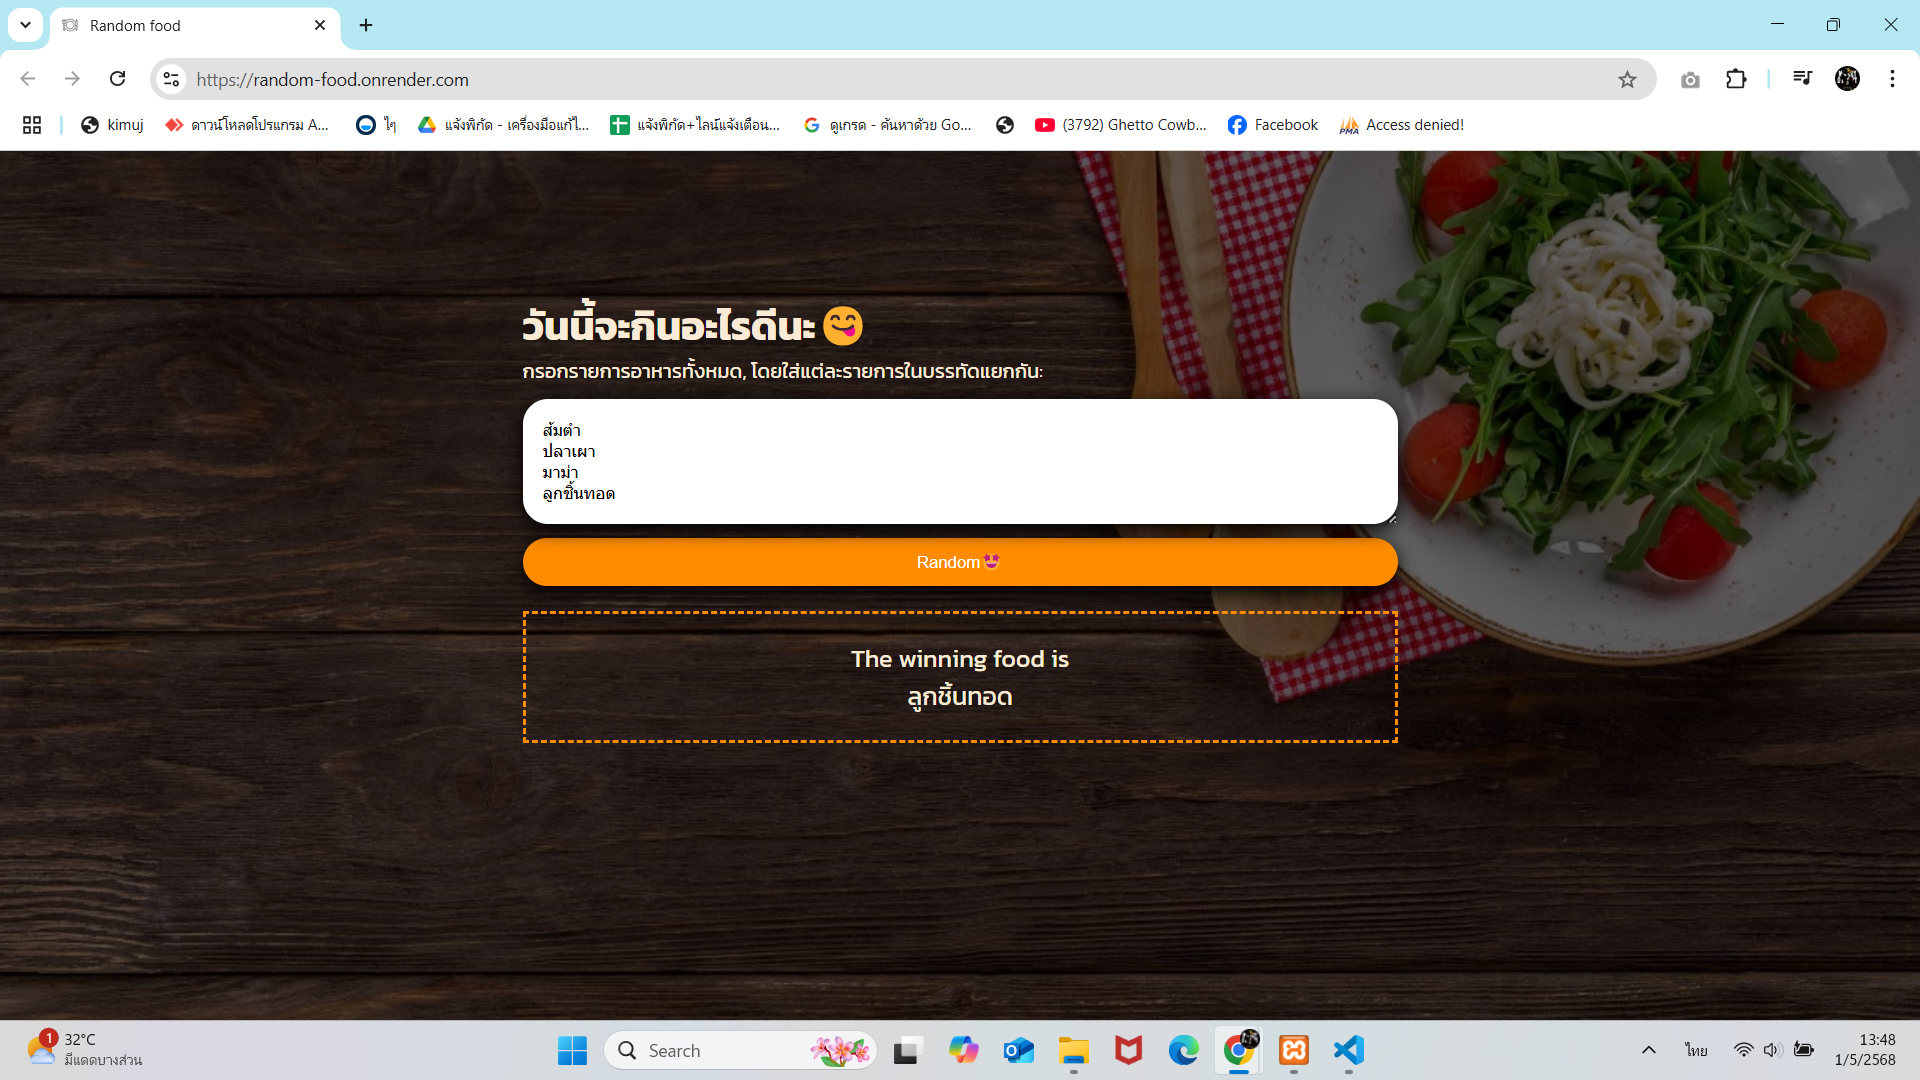 Random food
https://random-food.onrender.com
kimuj
ดาวน์โหลดโปรแกรม A...
ไๆ
แจ้งพิกัด - เครื่องมือแก้ไ...
แจ้งพิกัด+ไลน์แจ้งเตือน...
ดูเกรด - ค้นหาด้วย Go...
(3792) Ghetto Cowb...
Facebook
PMA
Access denied!
วันนี้จะกินอะไรดีนะ 😋
กรอกรายการอาหารทั้งหมด, โดยใส่แต่ละรายการในบรรทัดแยกกัน:
ส้มตำ
ปลาเผา
มาม่า
ลูกชิ้นทอด
Random🤩
The winning food is
ลูกชิ้นทอด
1
32°C
มีแดดบางส่วน
Search
ไทย
13:48
1/5/2568